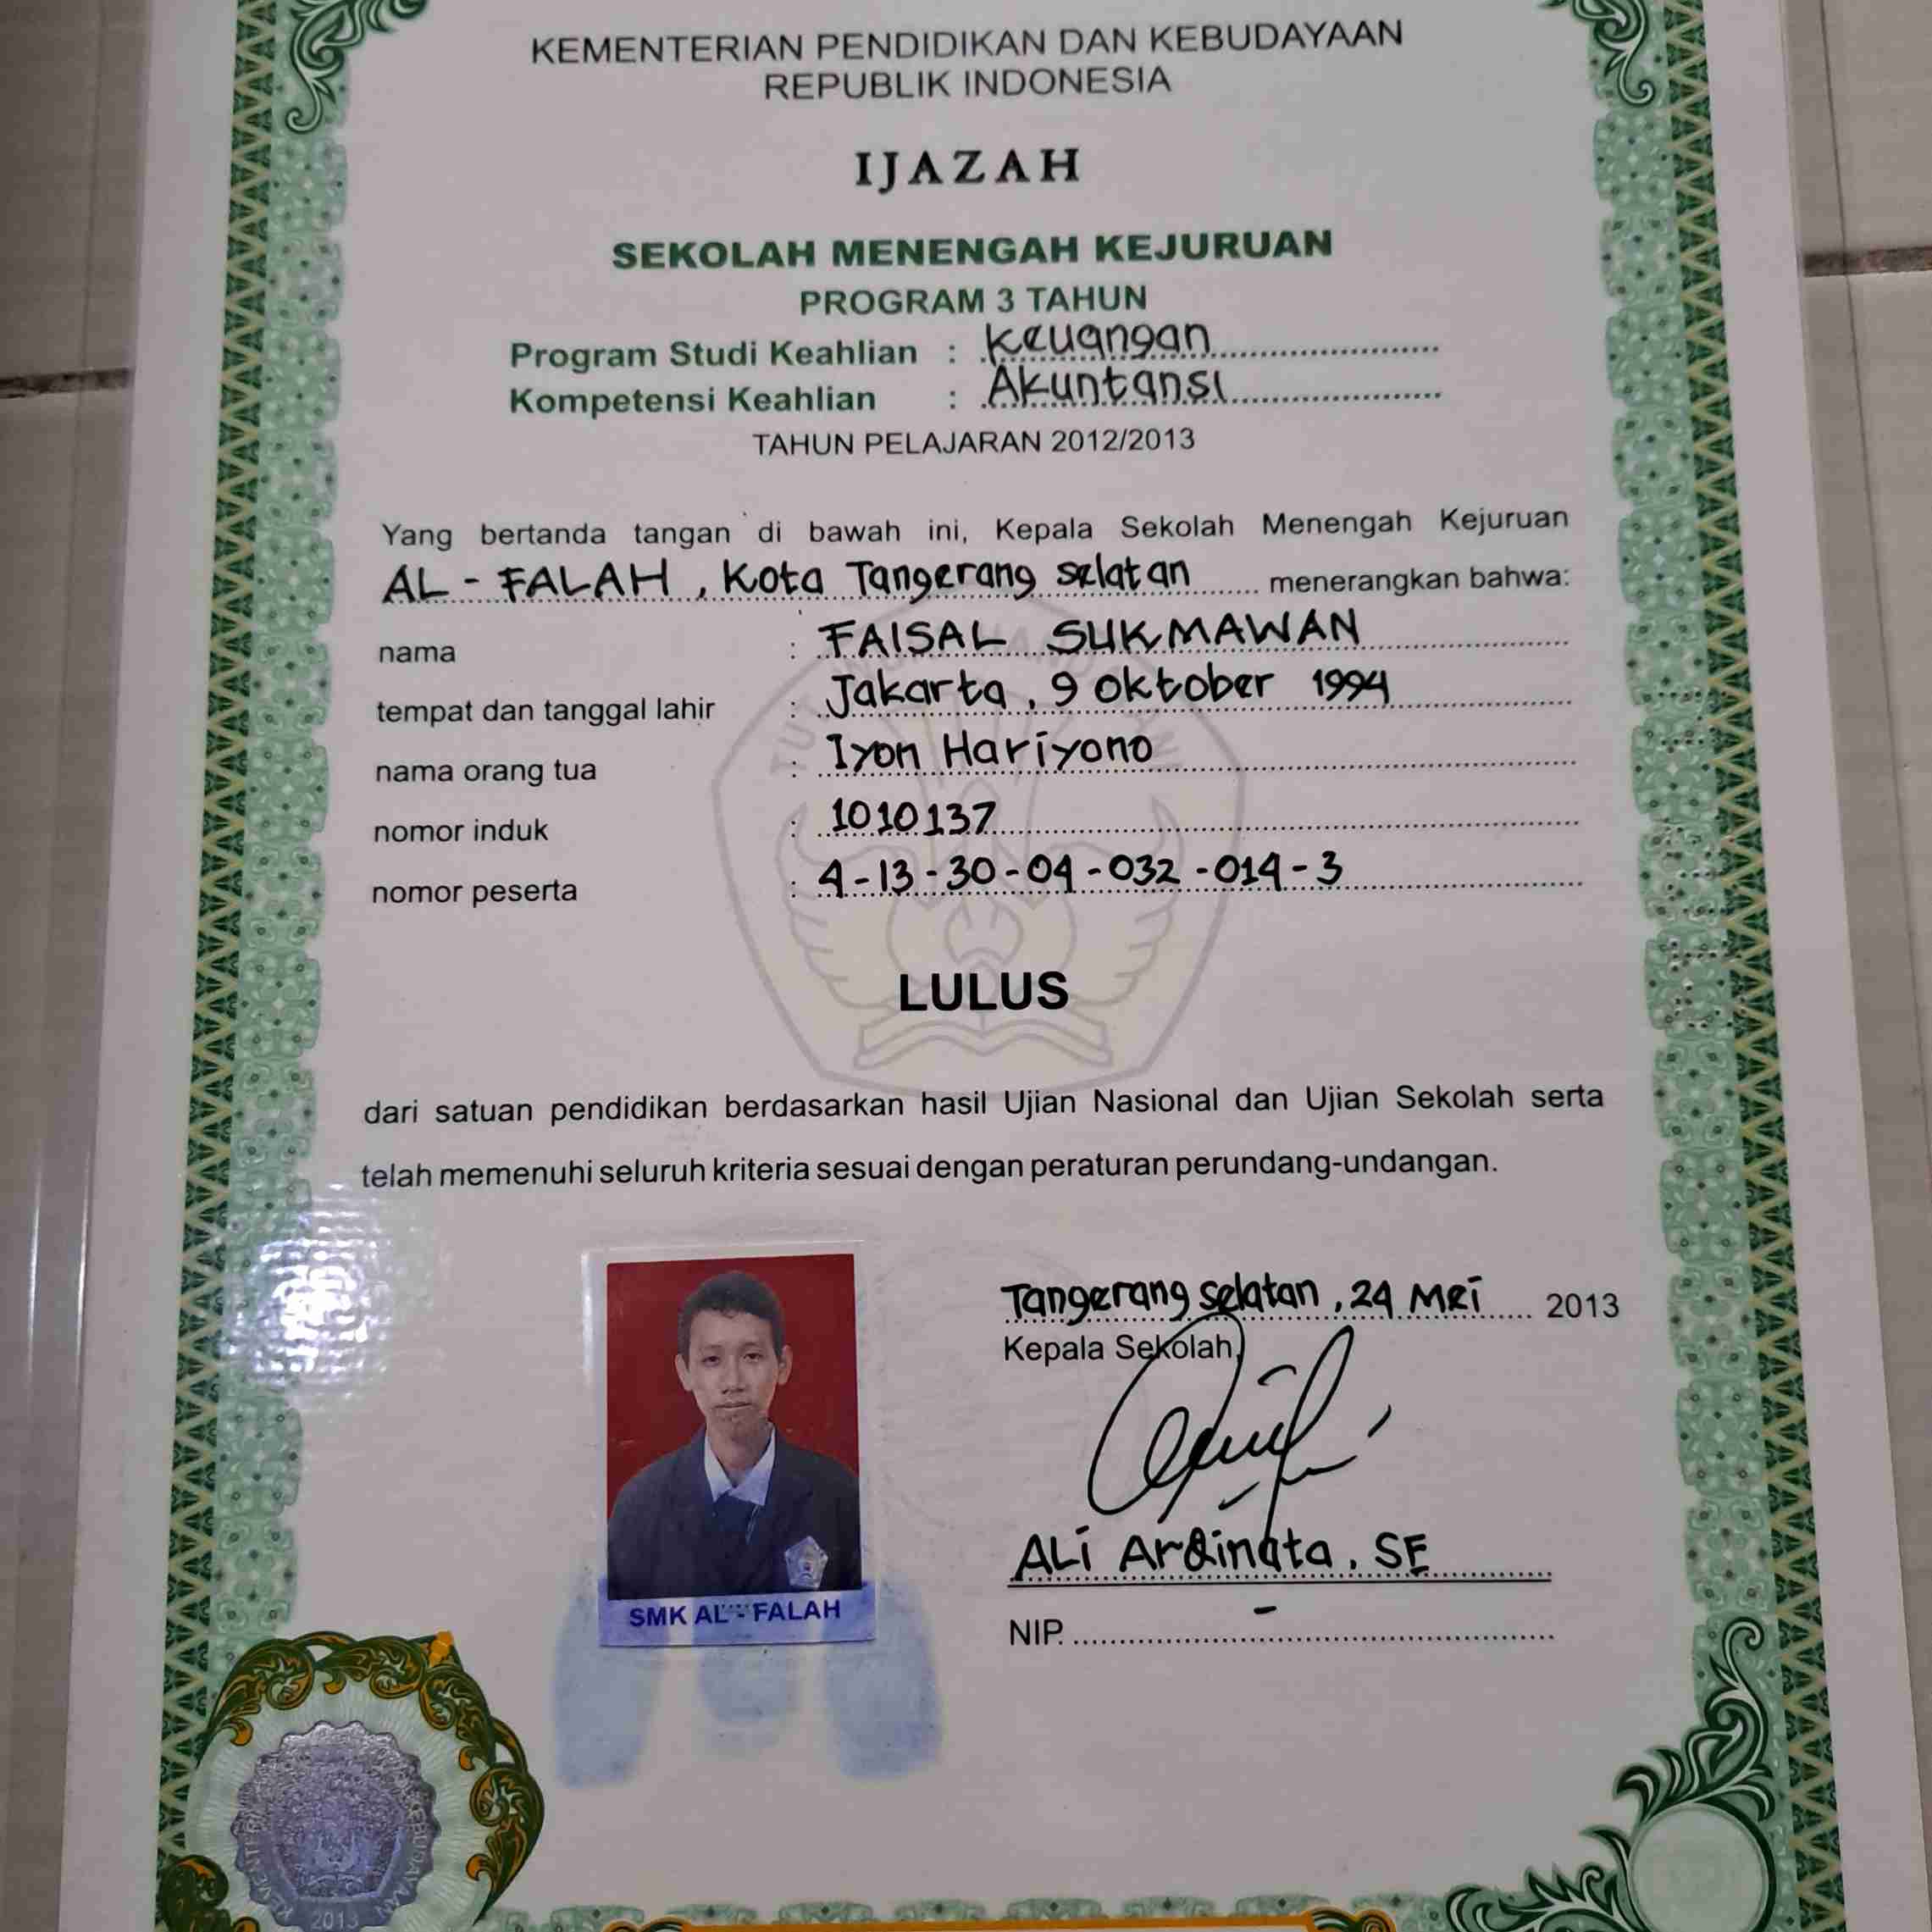 KEMENTERIAN PENDIDIKAN DAN KEBUDAYAAN
REPUBLIK INDONESIA
IJAZAH
SEKOLAH MENENGAH KEJURUAN
PROGRAM 3 TAHUN
Program Studi Keahlian : Keuangan
Kompetensi Keahlian : Akuntansi
TAHUN PELAJARAN 2012/2013
Yang bertanda tangan di bawah ini, Kepala Sekolah Menengah Kejuruan
AL - FALAH , Kota Tangerang selatan menerangkan bahwa:
nama : FAISAL SUKMAWAN
tempat dan tanggal lahir : Jakarta , 9 Oktober 1994
nama orang tua : Iyon Hariyono
nomor induk : 1010137
nomor peserta : 4-13-30-04-032-014-3
LULUS
dari satuan pendidikan berdasarkan hasil Ujian Nasional dan Ujian Sekolah serta
telah memenuhi seluruh kriteria sesuai dengan peraturan perundang-undangan.
Tangerang selatan , 24 Mei 2013
Kepala Sekolah,
ALi Ardinata, SE
NIP. -
SMK AL - FALAH
2013